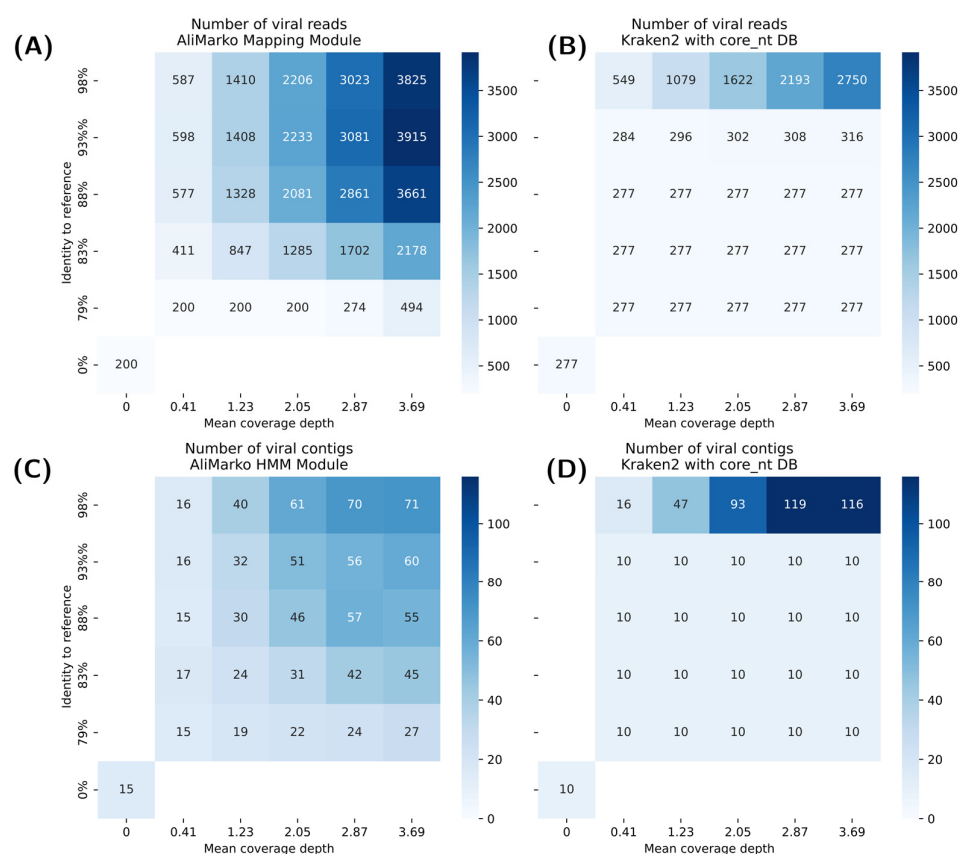 (A)
Number of viral reads
AliMarko Mapping Module
Identity to reference
98% 587 1410 2206 3023 3825
93%% 598 1408 2233 3081 3915
88% 577 1328 2081 2861 3661
83% 411 847 1285 1702 2178
79% 200 200 200 274 494
0% 200
0 0.41 1.23 2.05 2.87 3.69
Mean coverage depth
3500
3000
2500
2000
1500
1000
500
(B)
Number of viral reads
Kraken2 with core_nt DB
549 1079 1622 2193 2750
284 296 302 308 316
277 277 277 277 277
277 277 277 277 277
277 277 277 277 277
277
0 0.41 1.23 2.05 2.87 3.69
Mean coverage depth
3500
3000
2500
2000
1500
1000
500
(C)
Number of viral contigs
AliMarko HMM Module
Identity to reference
98% 16 40 61 70 71
93%% 16 32 51 56 60
88% 15 30 46 57 55
83% 17 24 31 42 45
79% 15 19 22 24 27
0% 15
0 0.41 1.23 2.05 2.87 3.69
Mean coverage depth
100
80
60
40
20
0
(D)
Number of viral contigs
Kraken2 with core_nt DB
16 47 93 119 116
10 10 10 10 10
10 10 10 10 10
10 10 10 10 10
10 10 10 10 10
10
0 0.41 1.23 2.05 2.87 3.69
Mean coverage depth
100
80
60
40
20
0